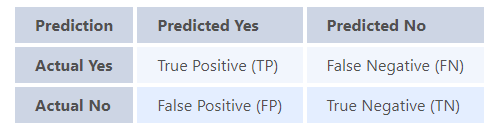 Prediction Predicted Yes Predicted No
Actual Yes True Positive (TP) False Negative (FN)
Actual No False Positive (FP) True Negative (TN)